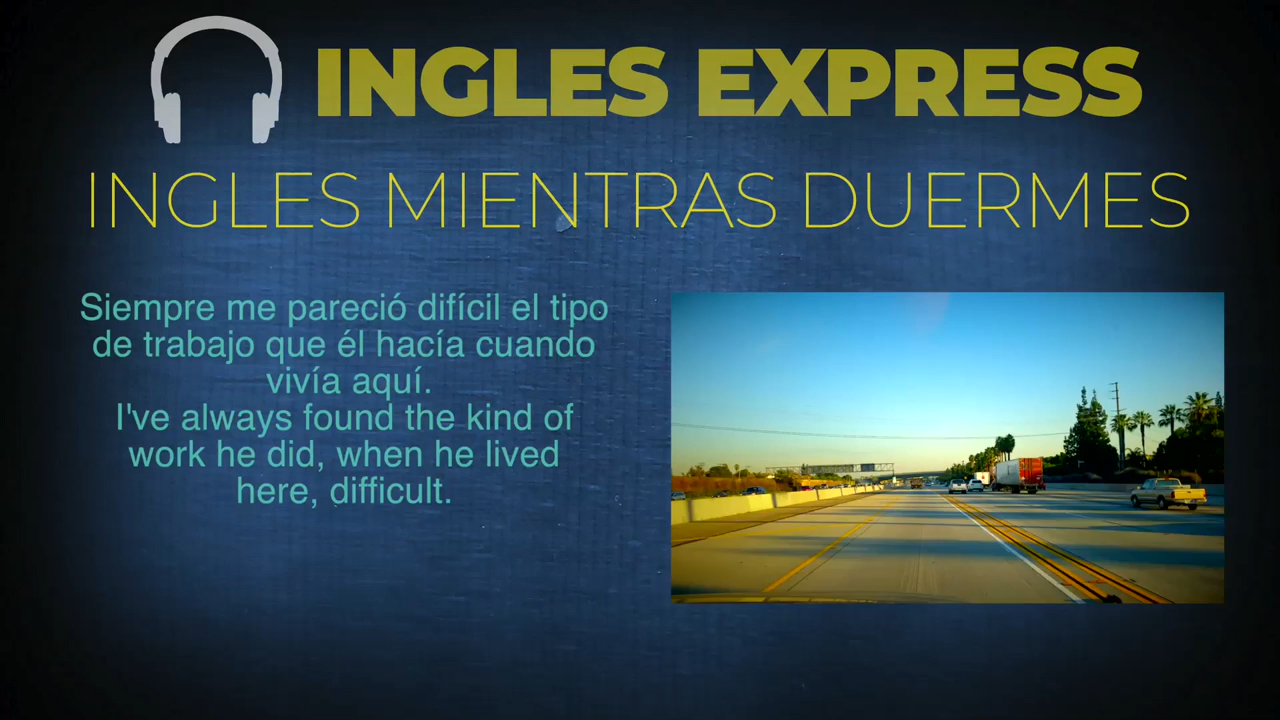 INGLES EXPRESS
INGLES MIENTRAS DUERMES
Siempre me pareció difícil el tipo
de trabajo que él hacía cuando
vivía aquí.
I've always found the kind of
work he did, when he lived
here, difficult.